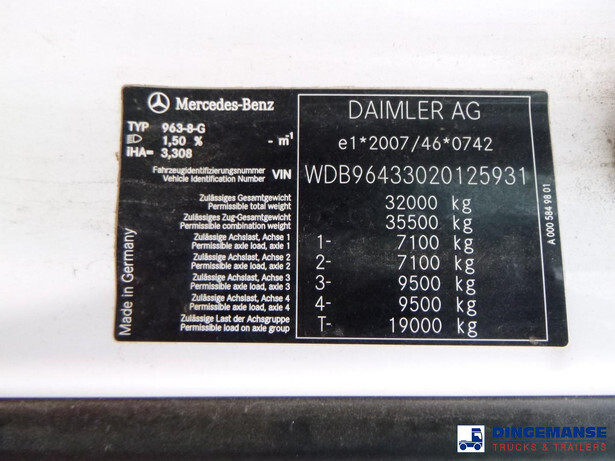 Mercedes-Benz
DAIMLER AG
TYP 963-8-G
1,50 % - m⁻¹
iHA= 3,308
e1*2007/46*0742
Fahrzeugidentifizierungsnummer
Vehicle Identification Number VIN WDB96433020125931
Zulässiges Gesamtgewicht
Permissible total weight 32000 kg
Zulässiges Zug-Gesamtgewicht
Permissible combination weight 35500 kg
Zulässige Achslast, Achse 1
Permissible axle load, axle 1 1- 7100 kg
Zulässige Achslast, Achse 2
Permissible axle load, axle 2 2- 7100 kg
Zulässige Achslast, Achse 3
Permissible axle load, axle 3 3- 9500 kg
Zulässige Achslast, Achse 4
Permissible axle load, axle 4 4- 9500 kg
Zulässige Last der Achsgruppe
Permissible load on axle group T- 19000 kg
Made in Germany
A 000 584 98 01
DINGEMANSE
TRUCKS & TRAILERS